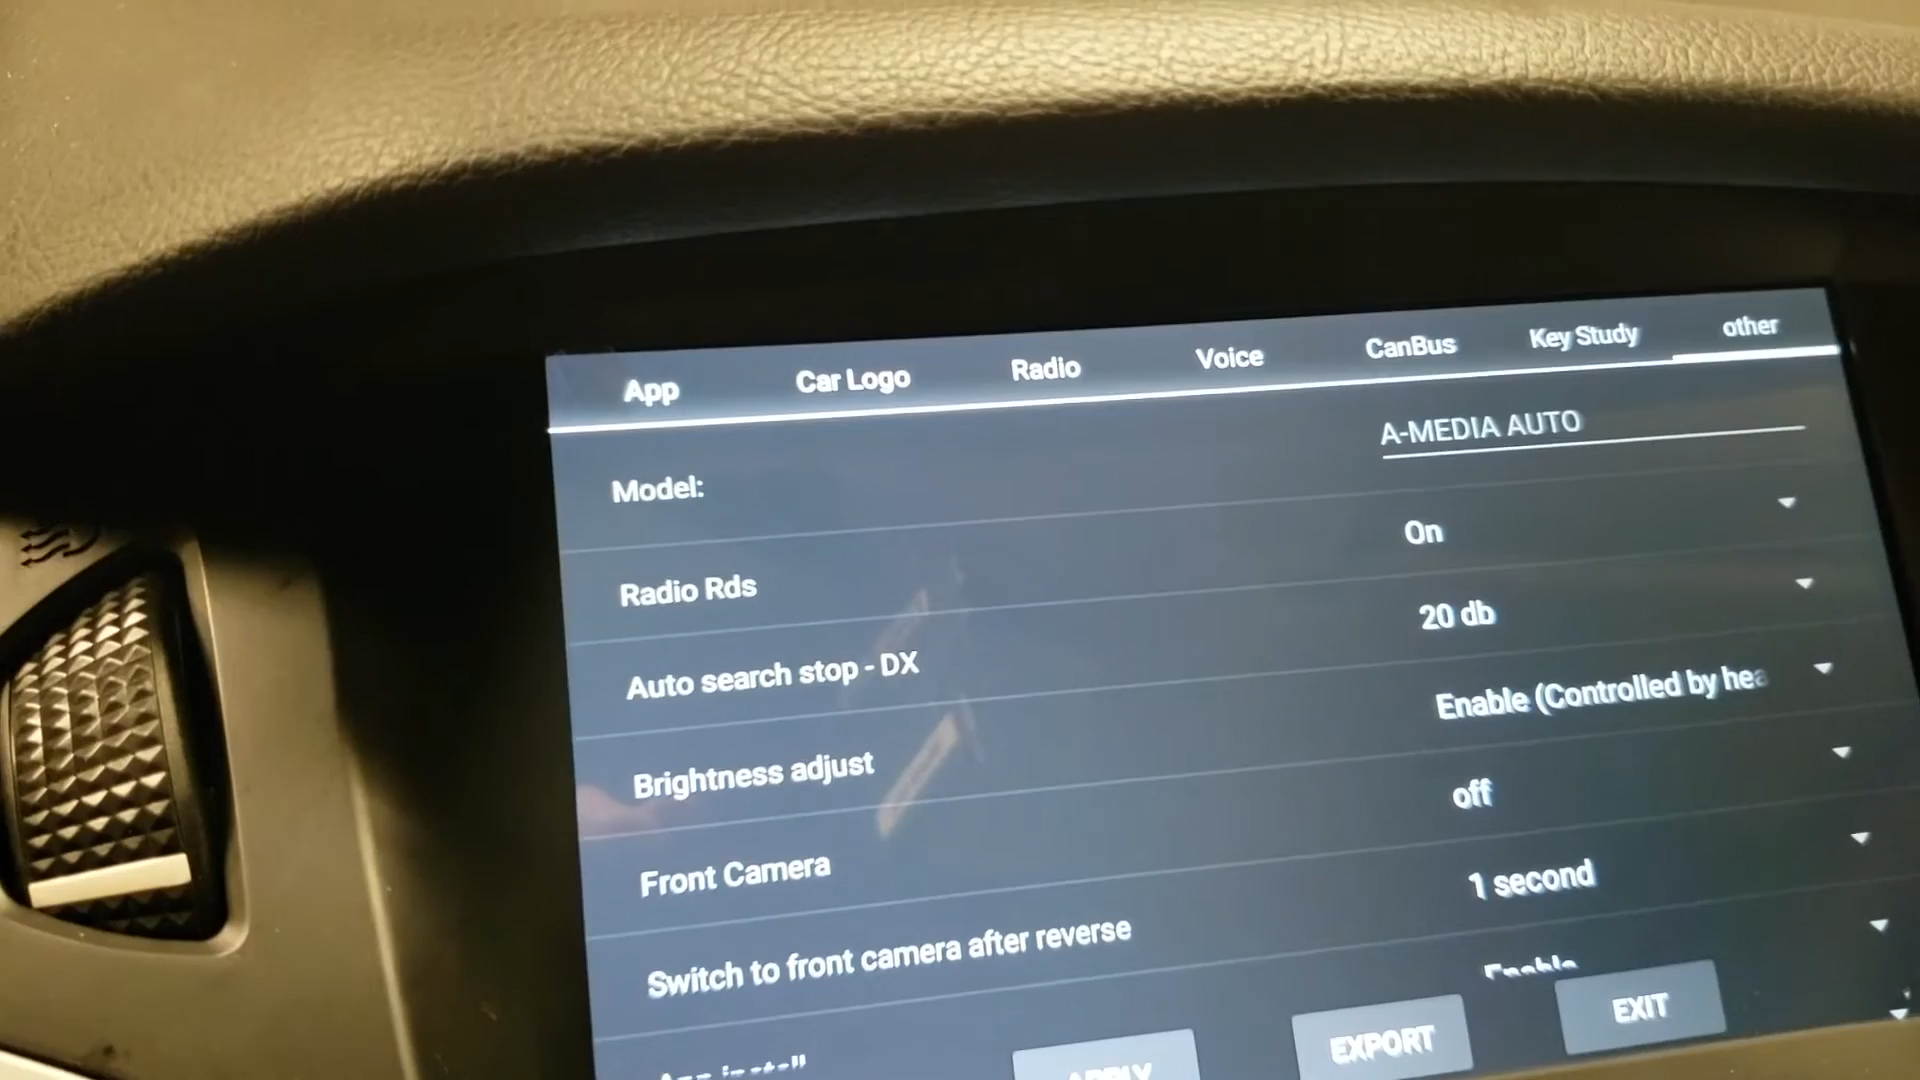 App Car Logo Radio Voice CanBus Key Study other
Model: A-MEDIA AUTO
Radio Rds On
Auto search stop - DX 20 db
Brightness adjust Enable (Controlled by hea
Front Camera off
Switch to front camera after reverse 1 second
Enable
APPLY EXPORT EXIT